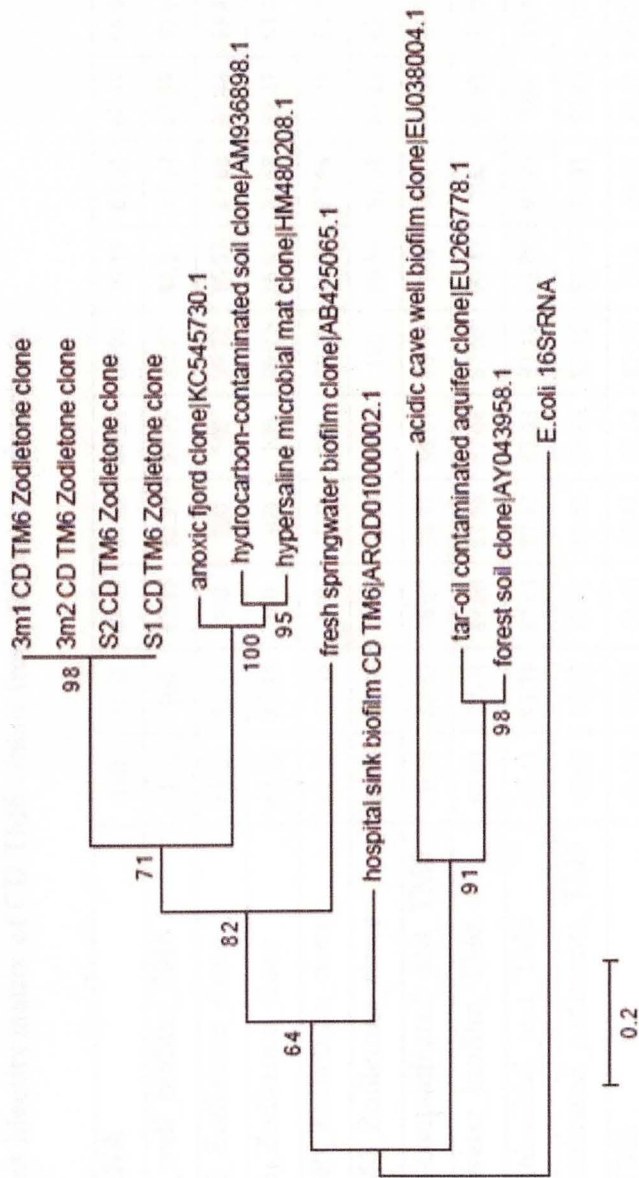 3m1 CD TM6 Zodletone clone
3m2 CD TM6 Zodletone clone
S2 CD TM6 Zodletone clone
S1 CD TM6 Zodletone clone
98
anoxic fjord clone|KC545730.1
hydrocarbon-contaminated soil clone|AM936898.1
100
hypersaline microbial mat clone|HM480208.1
95
71
fresh springwater biofilm clone|AB425065.1
82
hospital sink biofilm CD TM6|ARQD01000002.1
64
acidic cave well biofilm clone|EU038004.1
tar-oil contaminated aquifer clone|EU266778.1
forest soil clone|AY043958.1
98
91
E.coli 16SrRNA
0.2